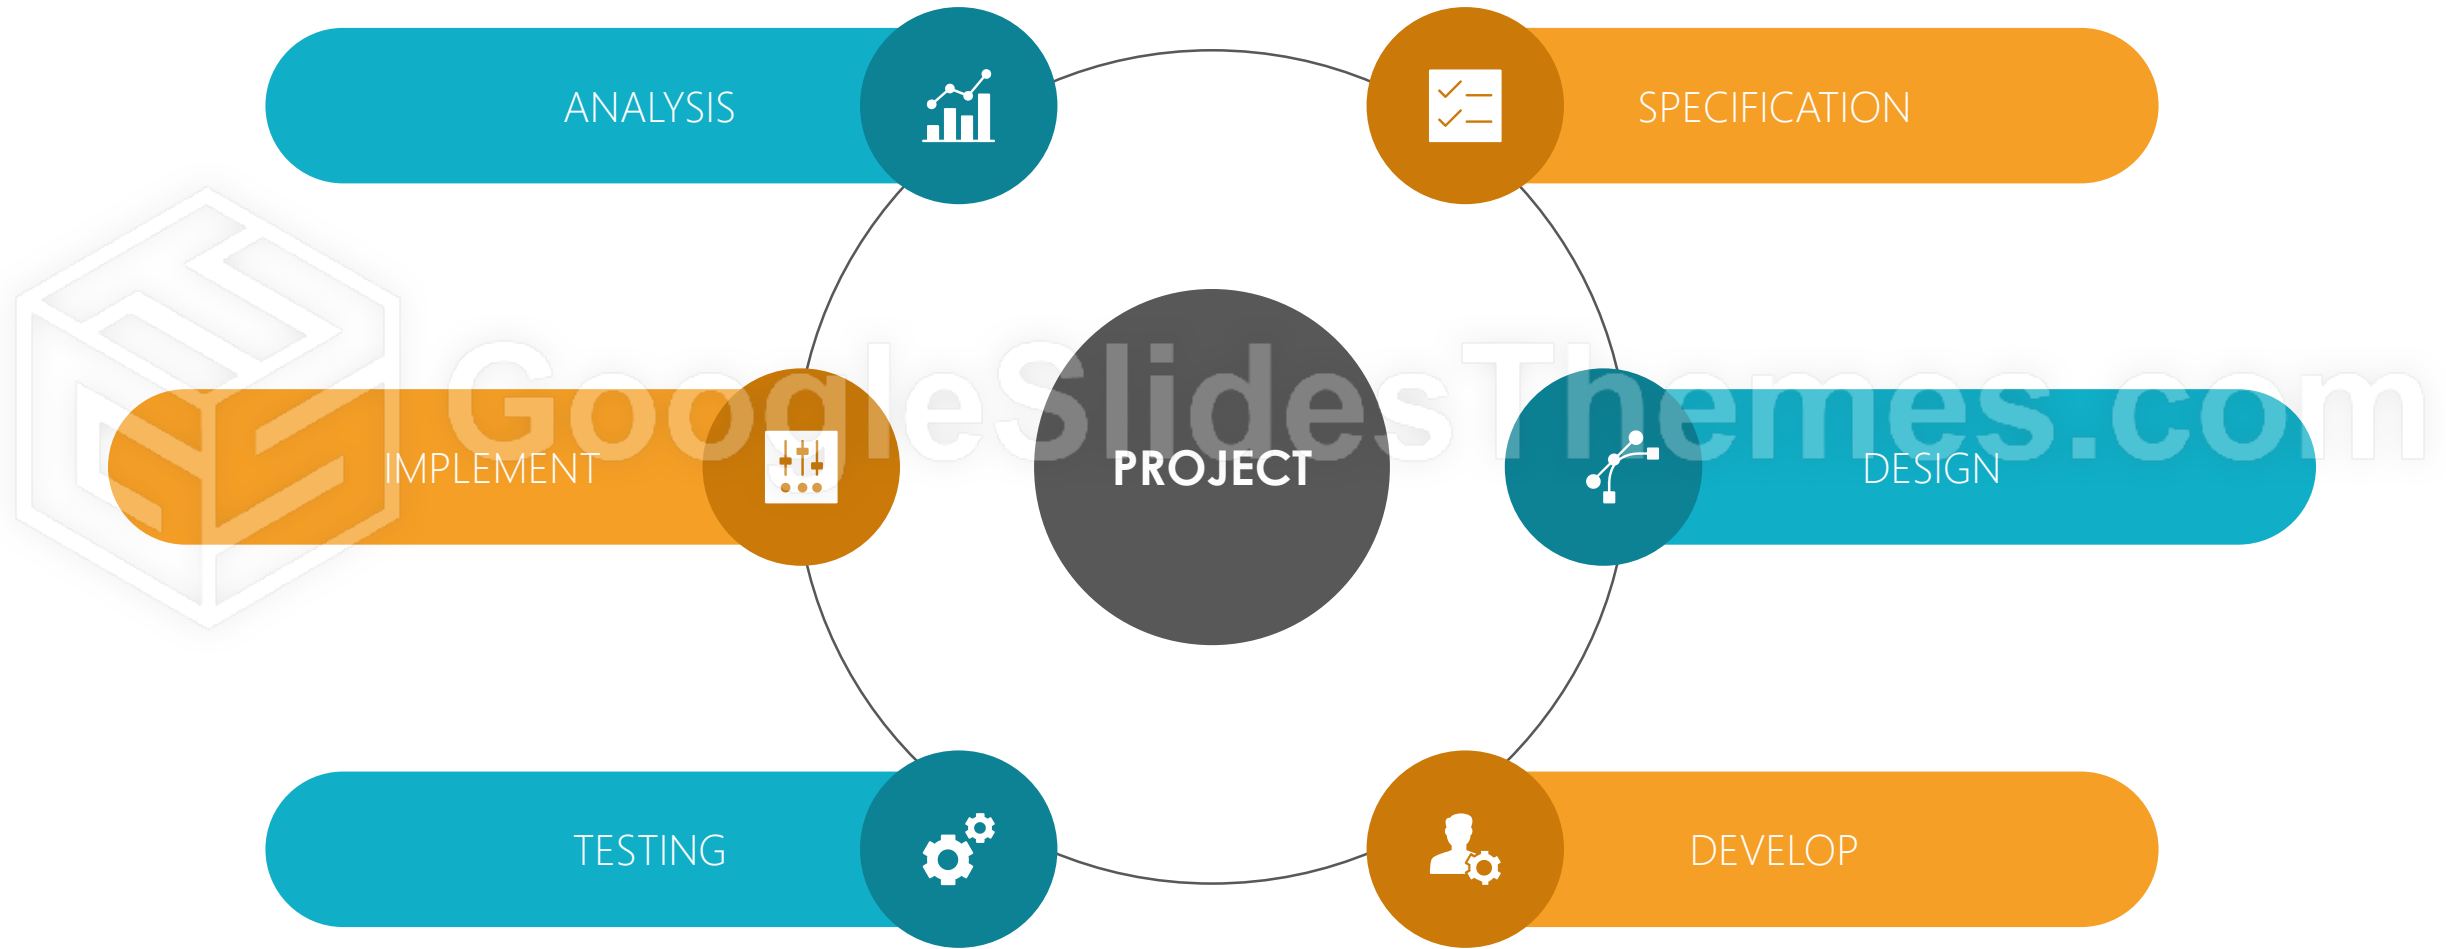 ANALYSIS
SPECIFICATION
GoogleSlidesThemes.com
IMPLEMENT
PROJECT
DESIGN
TESTING
DEVELOP